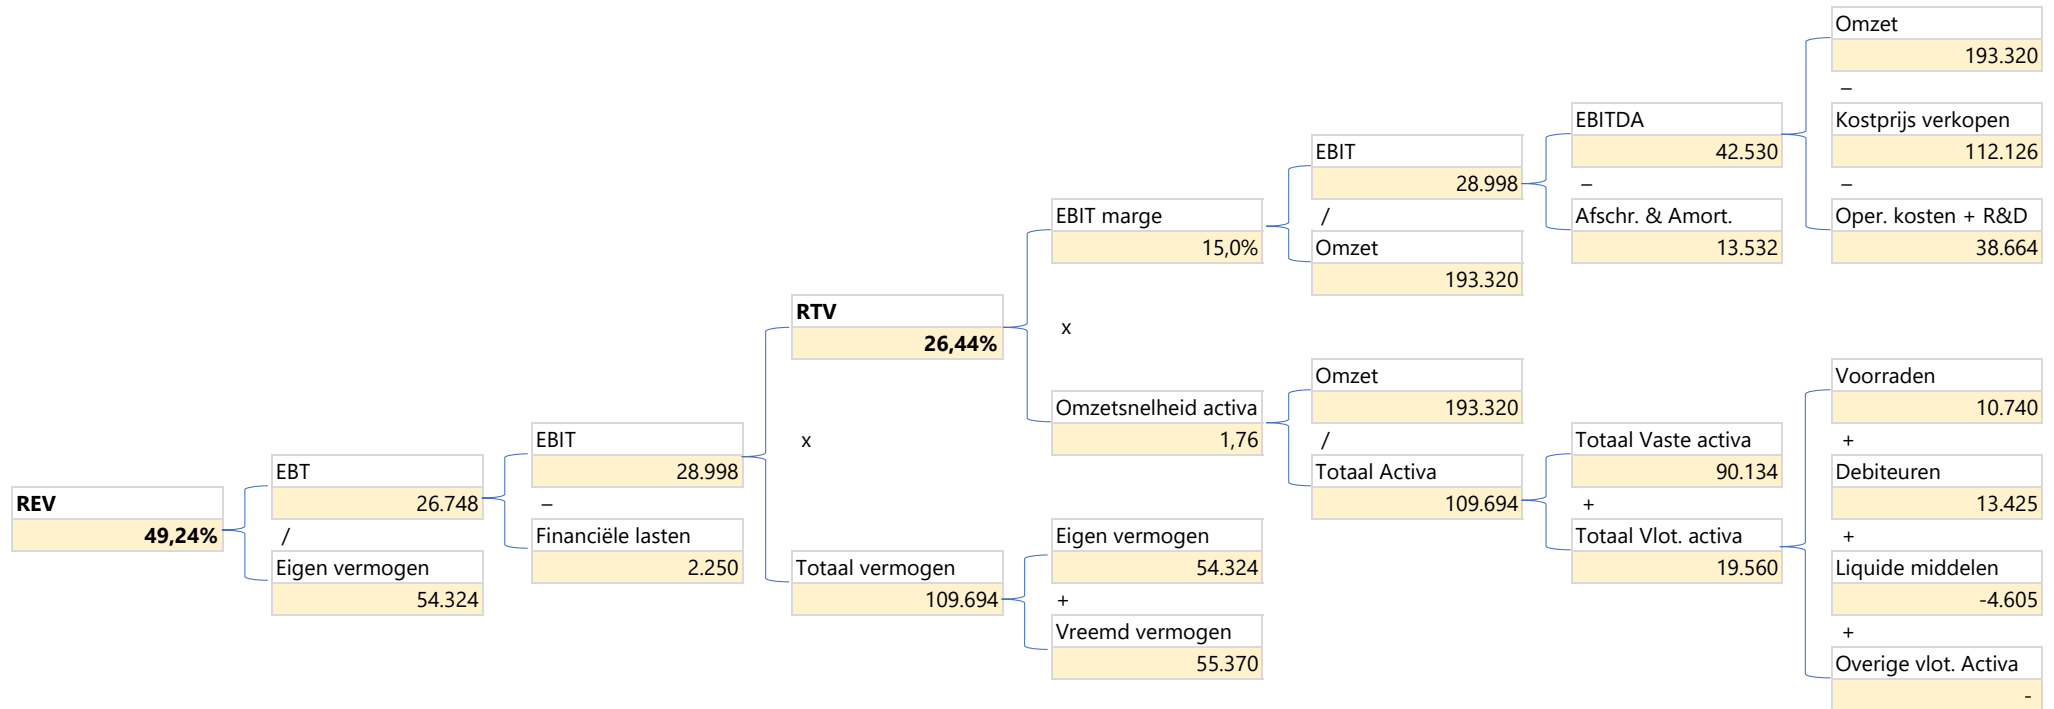 REV
49,24%
EBT
26.748
/
Eigen vermogen
54.324
EBIT
28.998
–
Financiële lasten
2.250
RTV
26,44%
x
Totaal vermogen
109.694
EBIT marge
15,0%
x
Omzetsnelheid activa
1,76
Eigen vermogen
54.324
+
Vreemd vermogen
55.370
EBIT
28.998
/
Omzet
193.320
Omzet
193.320
/
Totaal Activa
109.694
EBITDA
42.530
–
Afschr. & Amort.
13.532
Totaal Vaste activa
90.134
+
Totaal Vlot. activa
19.560
Omzet
193.320
–
Kostprijs verkopen
112.126
–
Oper. kosten + R&D
38.664
Voorraden
10.740
+
Debiteuren
13.425
+
Liquide middelen
-4.605
+
Overige vlot. Activa
-